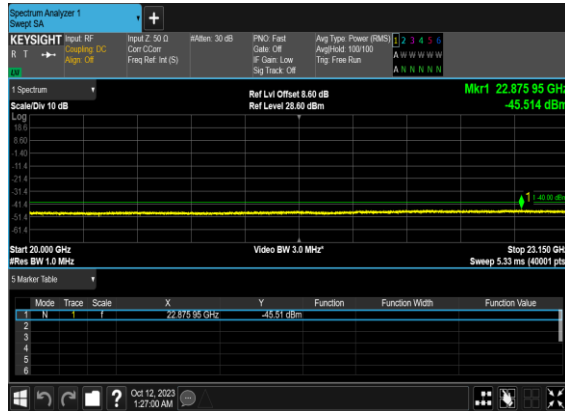 Spectrum Analyzer 1
Swept SA
KEYSIGHT Input: RF Input Z: 50 Ω #Atten: 30 dB PNO: Fast Avg Type: Power (RMS) 1 2 3 4 5 6
R T Coupling: DC Corr CCorr Gate: Off Avg|Hold: 100/100 A W W W W W
Align: Off Freq Ref: Int (S) IF Gain: Low Trig: Free Run
Sig Track: Off A N N N N N
1 Spectrum Ref Lvl Offset 8.60 dB Mkr1 22.875 95 GHz
Scale/Div 10 dB Ref Level 28.60 dBm -45.514 dBm
Log
18.6
8.60
-1.40
-11.4
-21.4
-31.4
1 -40.00 dBm
-41.4
-51.4
-61.4
Start 20.000 GHz Video BW 3.0 MHz* Stop 23.150 GHz
#Res BW 1.0 MHz Sweep 5.33 ms (40001 pts)
5 Marker Table
Mode Trace Scale X Y Function Function Width Function Value
1 N 1 f 22.875 95 GHz -45.51 dBm
2
3
4
5
6
? Oct 12, 2023
1:27:00 AM